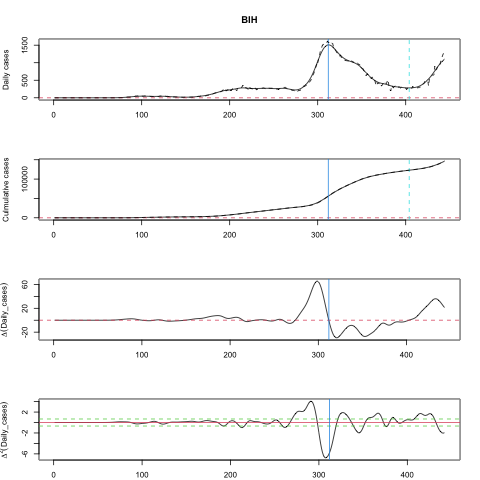 BIH
Daily cases
0 500 1500
0 100 200 300 400
Culmulative cases
0 100000
0 100 200 300 400
Δ(Daily_cases)
-20 20 60
0 100 200 300 400
Δ²(Daily_cases)
-6 -2 2
0 100 200 300 400